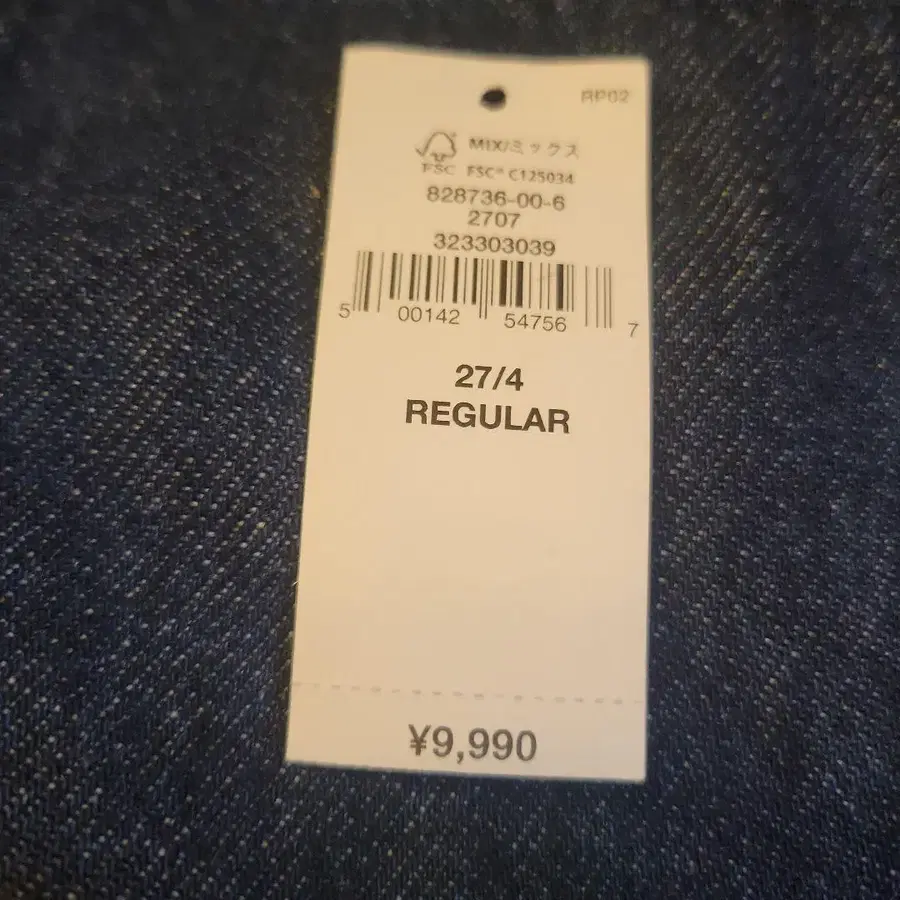 RP02
MIX/ミックス
FSC FSC® C125034
828736-00-6
2707
323303039
5 00142 54756 7
27/4
REGULAR
¥9,990